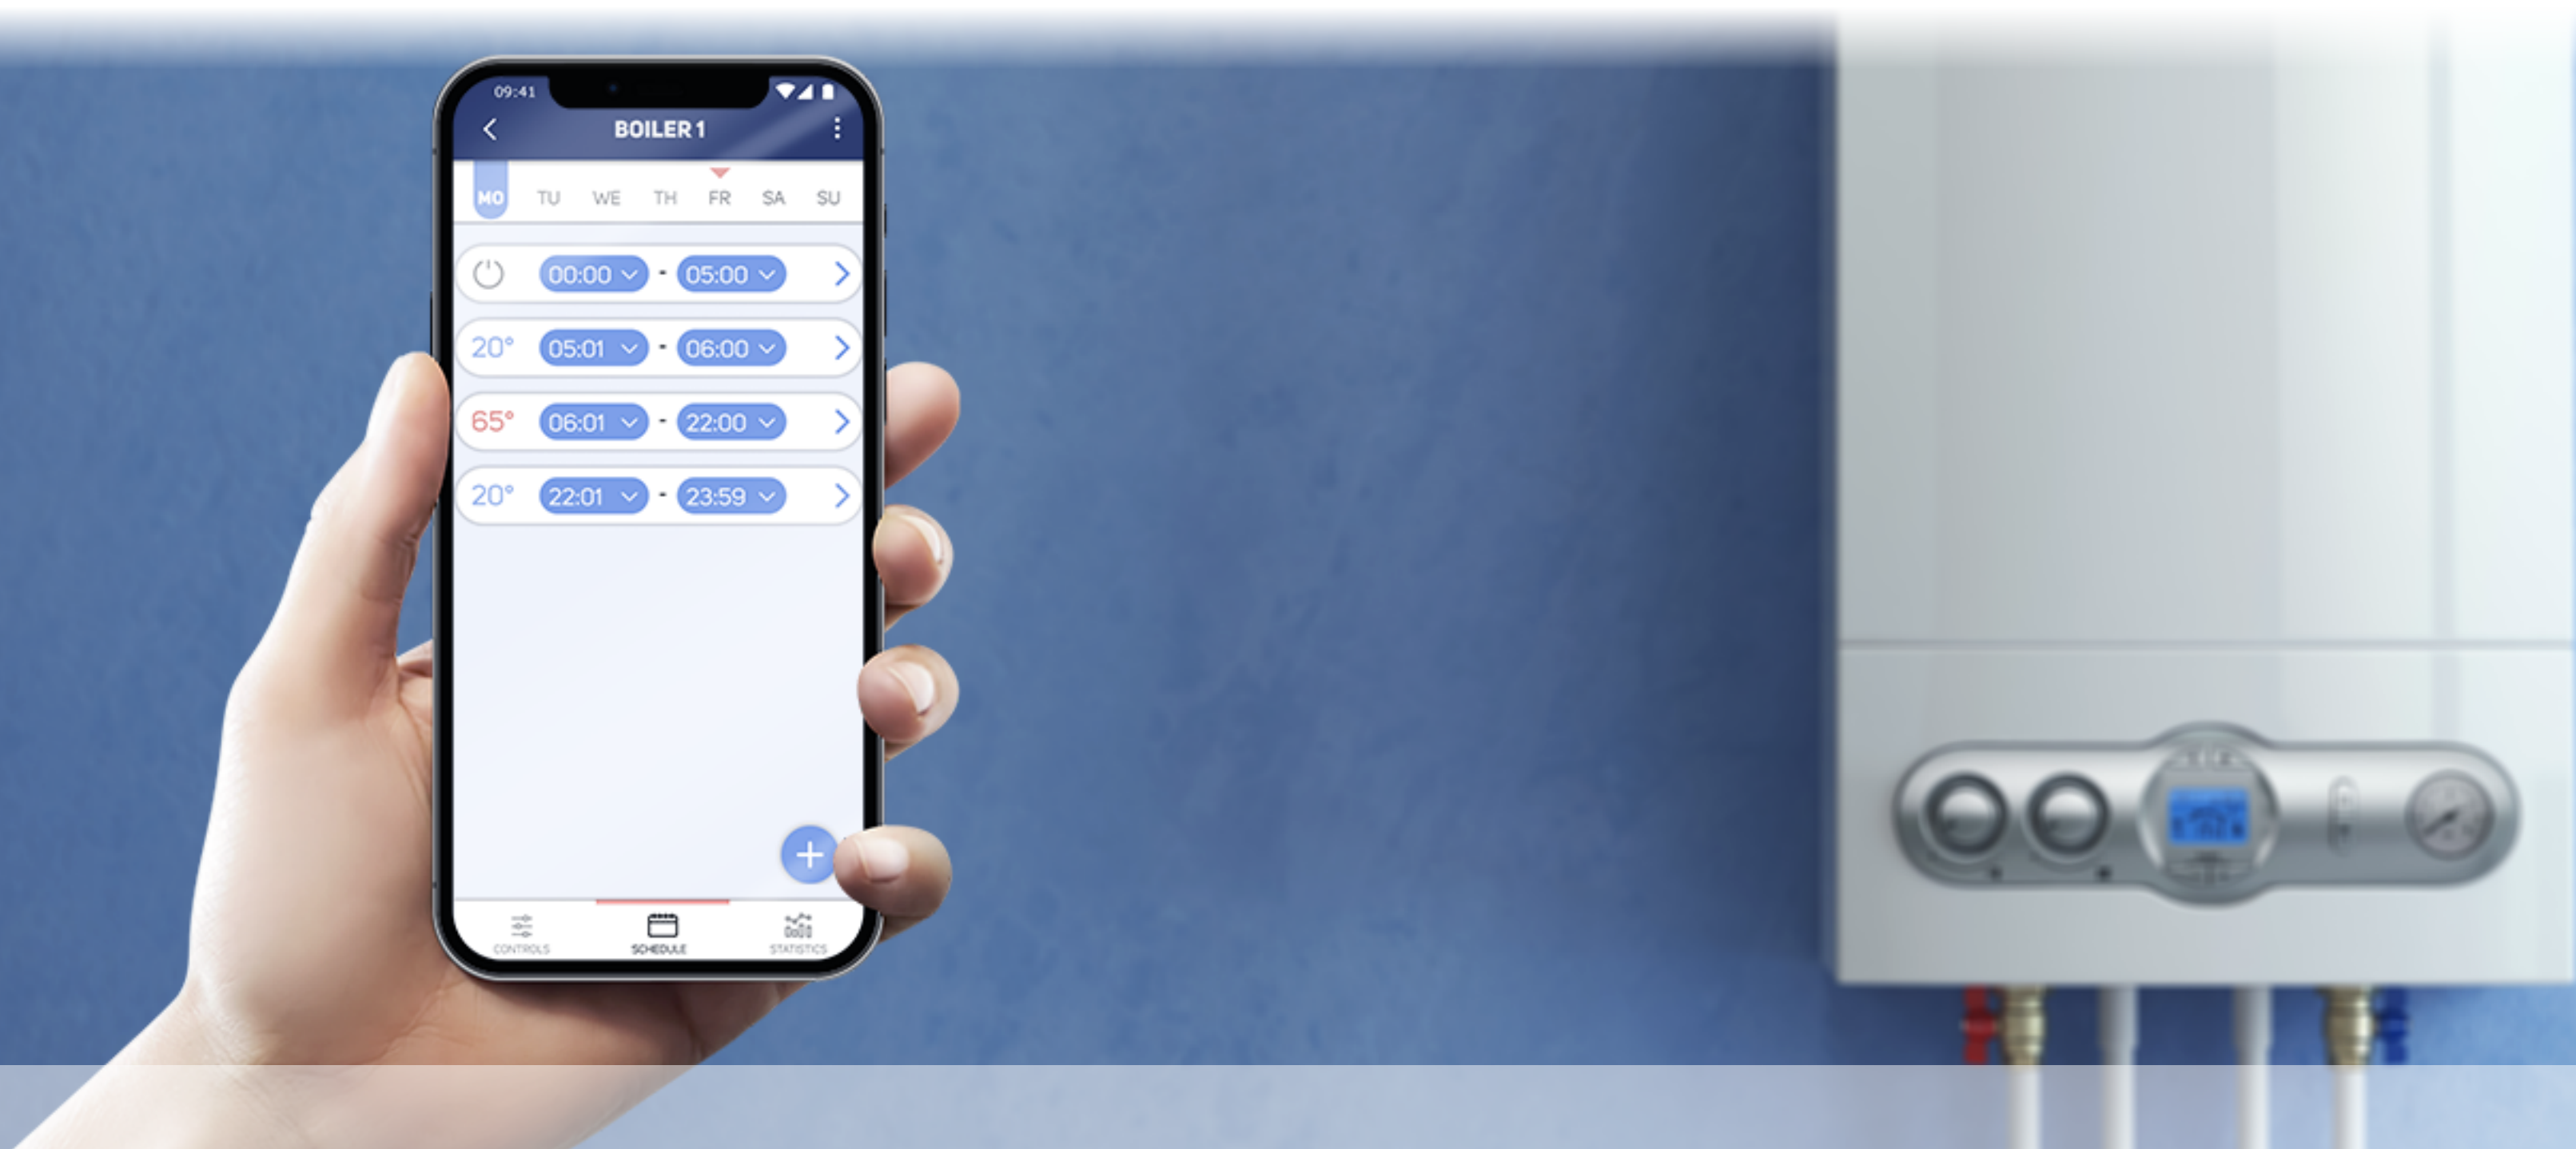 09:41
BOILER 1
MO TU WE TH FR SA SU
00:00 - 05:00
20° 05:01 - 06:00
65° 06:01 - 22:00
20° 22:01 - 23:59
CONTROLS SCHEDULE STATISTICS